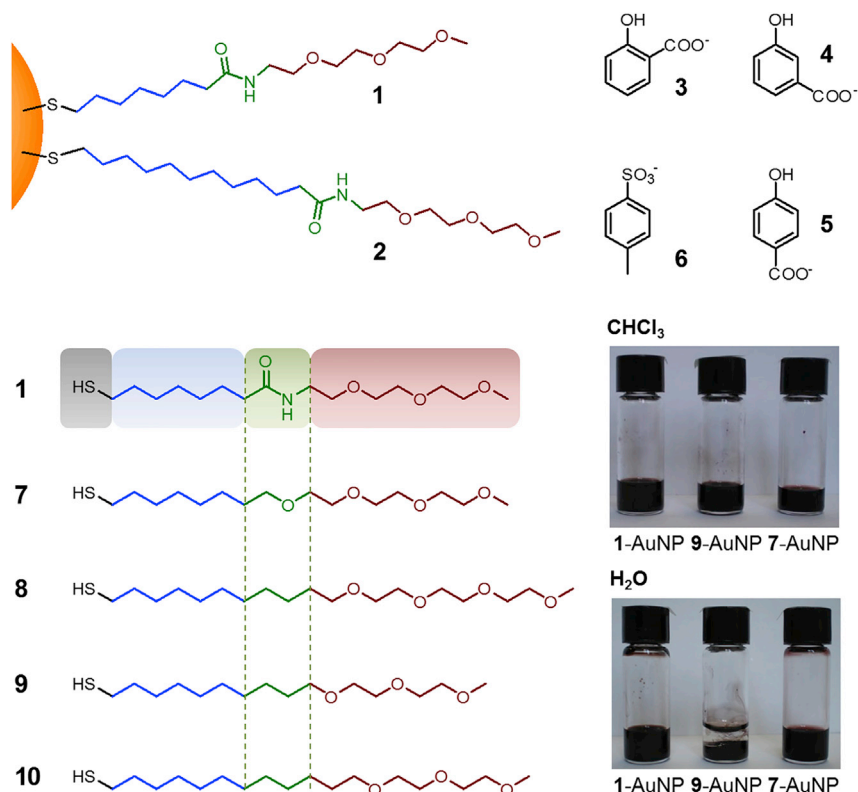 S O N H O O O
1
S O H N O O O
2
OH COO⁻
3
OH COO⁻
4
SO₃⁻
6
OH COO⁻
5
1 HS O N H O O O
7 HS O O O O
8 HS O O O O
9 HS O O O
10 HS O O O
CHCl₃
1-AuNP 9-AuNP 7-AuNP
H₂O
1-AuNP 9-AuNP 7-AuNP